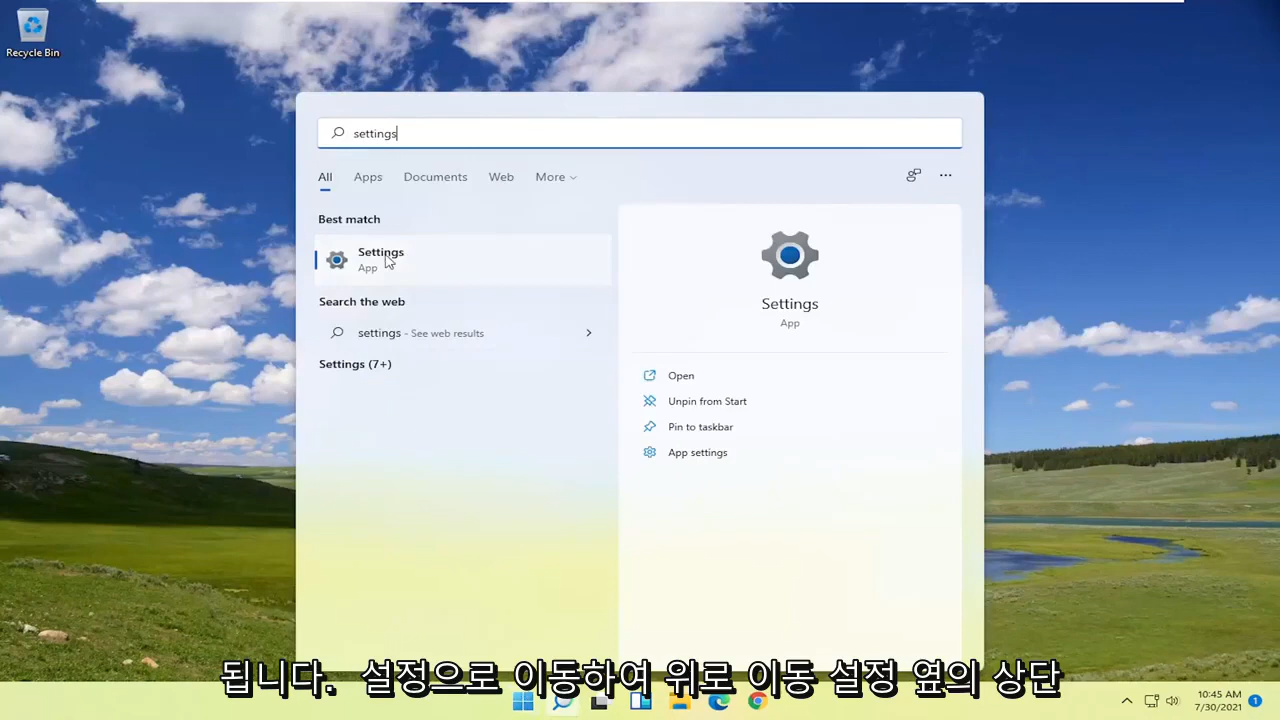 Recycle Bin
settings
All Apps Documents Web More
Best match
Settings
App
Search the web
settings - See web results
Settings (7+)
Settings
App
Open
Unpin from Start
Pin to taskbar
App settings
됩니다. 설정으로 이동하여 위로 이동 설정 옆의 상단
10:45 AM
7/30/2021
1